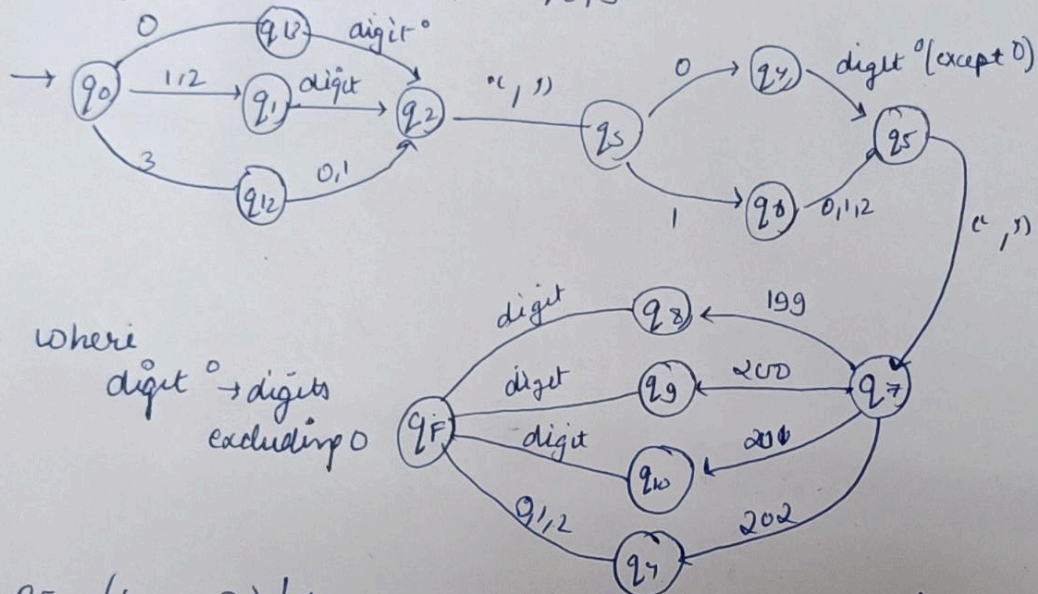 0
q13
digit°
q0
1,2
q1
digit
q2
" , "
3
q12
0,1
q3
0
q4
digit° (except 0)
q5
1
q6
0,1,2
" , "
where
digit° → digits
excluding 0
digit
q8
199
digit
q9
200
q7
qF
digit
q10
201
0,1,2
q4
202